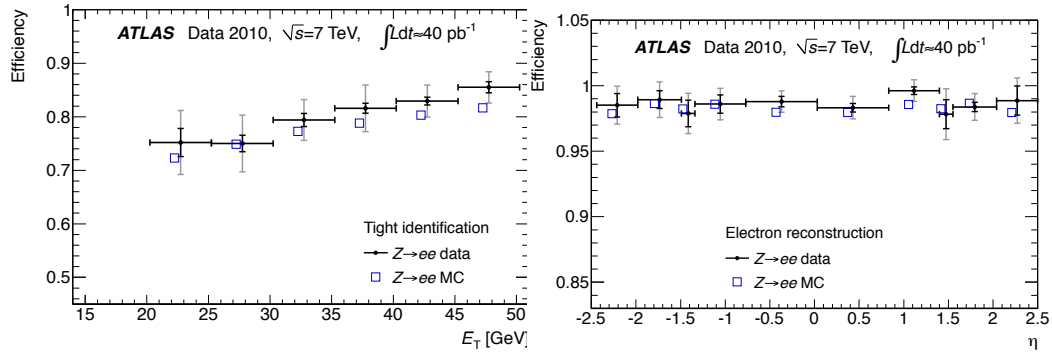 Efficiency
1
0.9
0.8
0.7
0.6
0.5
ATLAS Data 2010, √s=7 TeV, ∫Ldt≈40 pb⁻¹
Tight identification
Z→ee data
Z→ee MC
15 20 25 30 35 40 45 50
E_T [GeV]
Efficiency
1.05
1
0.95
0.9
0.85
ATLAS Data 2010, √s=7 TeV, ∫Ldt≈40 pb⁻¹
Electron reconstruction
Z→ee data
Z→ee MC
-2.5 -2 -1.5 -1 -0.5 0 0.5 1 1.5 2 2.5
η